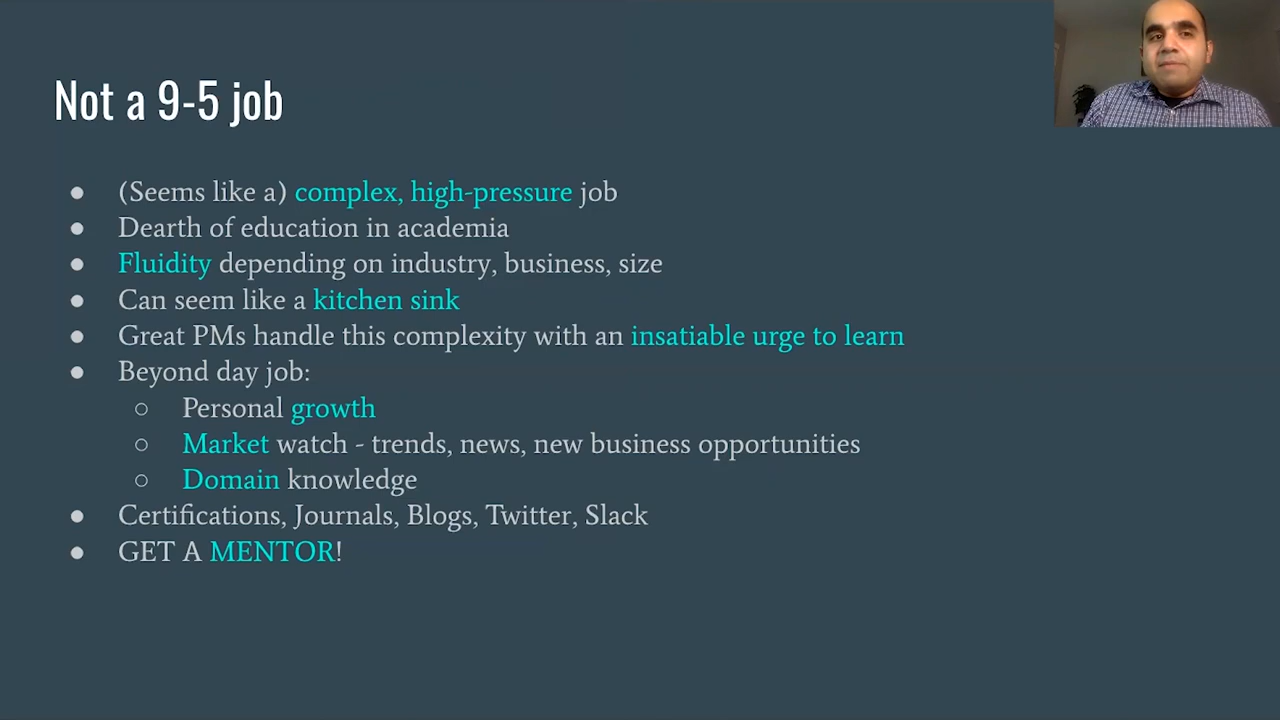 Not a 9-5 job
● (Seems like a) complex, high-pressure job
● Dearth of education in academia
● Fluidity depending on industry, business, size
● Can seem like a kitchen sink
● Great PMs handle this complexity with an insatiable urge to learn
● Beyond day job:
○ Personal growth
○ Market watch - trends, news, new business opportunities
○ Domain knowledge
● Certifications, Journals, Blogs, Twitter, Slack
● GET A MENTOR!